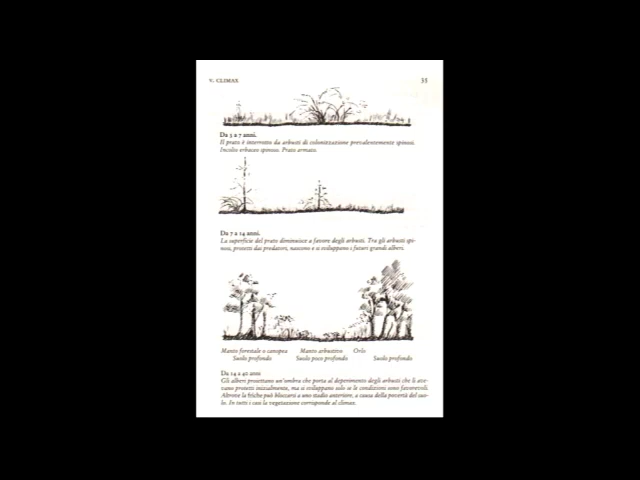 V. CLIMAX
33
Da 3 a 7 anni.
Il prato è interrotto da arbusti di colonizzazione prevalentemente spinosi.
Incolto erbaceo spinoso. Prato armato.
Da 7 a 14 anni.
La superficie del prato diminuisce a favore degli arbusti. Tra gli arbusti spi-
nosi, protetti dai predatori, nascono e si sviluppano i futuri grandi alberi.
Manto forestale o canopea Manto arbustivo Orlo
Suolo profondo Suolo poco profondo Suolo profondo
Da 14 a 40 anni
Gli alberi proiettano un'ombra che porta al deperimento degli arbusti che li ave-
vano protetti inizialmente, ma si sviluppano solo se le condizioni sono favorevoli.
Altrove la friche può bloccarsi a uno stadio anteriore, a causa della povertà del suo-
lo. In tutti i casi la vegetazione corrisponde al climax.